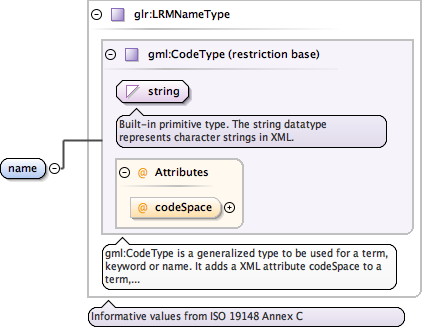 glr:LRMNameType
gml:CodeType (restriction base)
string
Built-in primitive type. The string datatype
represents character strings in XML.
name
@ Attributes
@ codeSpace
gml:CodeType is a generalized type to be used for a term,
keyword or name. It adds a XML attribute codeSpace to a
term,...
Informative values from ISO 19148 Annex C